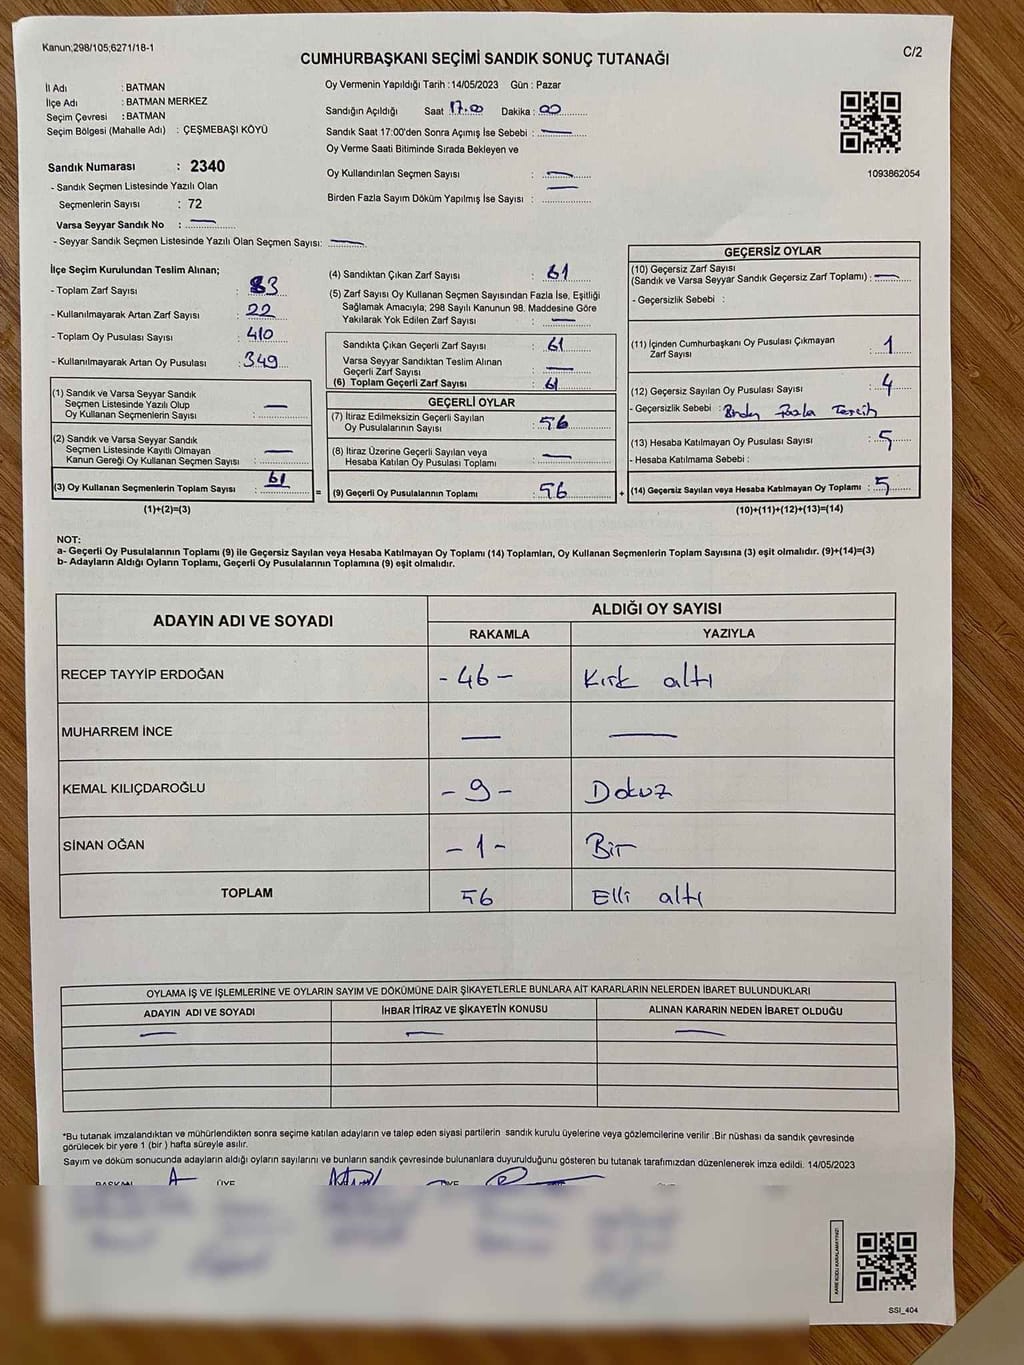 Kanun;298/105;6271/18-1
C/2
CUMHURBAŞKANI SEÇİMİ SANDIK SONUÇ TUTANAĞI
İl Adı : BATMAN
İlçe Adı : BATMAN MERKEZ
Seçim Çevresi : BATMAN
Seçim Bölgesi (Mahalle Adı) : ÇEŞMEBAŞI KÖYÜ
Sandık Numarası : 2340
- Sandık Seçmen Listesinde Yazılı Olan
Seçmenlerin Sayısı : 72
Varsa Seyyar Sandık No : —
- Seyyar Sandık Seçmen Listesinde Yazılı Olan Seçmen Sayısı: —
Oy Vermenin Yapıldığı Tarih : 14/05/2023 Gün : Pazar
Sandığın Açıldığı Saat 17.00 Dakika : 00
Sandık Saat 17:00'den Sonra Açımış İse Sebebi : —
Oy Verme Saati Bitiminde Sırada Bekleyen ve
Oy Kullandırılan Seçmen Sayısı : —
Birden Fazla Sayım Döküm Yapılmış İse Sayısı : —
1093862054
İlçe Seçim Kurulundan Teslim Alınan;
- Toplam Zarf Sayısı : 83
- Kullanılmayarak Artan Zarf Sayısı : 22
- Toplam Oy Pusulası Sayısı : 410
- Kullanılmayarak Artan Oy Pusulası : 349
(1) Sandık ve Varsa Seyyar Sandık
Seçmen Listesinde Yazılı Olup
Oy Kullanan Seçmenlerin Sayısı : —
(2) Sandık ve Varsa Seyyar Sandık
Seçmen Listesinde Kayıtlı Olmayan
Kanun Gereği Oy Kullanan Seçmen Sayısı : —
(3) Oy Kullanan Seçmenlerin Toplam Sayısı : 61
(1)+(2)=(3)
(4) Sandıktan Çıkan Zarf Sayısı : 61
(5) Zarf Sayısı Oy Kullanan Seçmen Sayısından Fazla İse, Eşitliği
Sağlamak Amacıyla; 298 Sayılı Kanunun 98. Maddesine Göre
Yakılarak Yok Edilen Zarf Sayısı : —
Sandıkta Çıkan Geçerli Zarf Sayısı : 61
Varsa Seyyar Sandıktan Teslim Alınan
Geçerli Zarf Sayısı : —
(6) Toplam Geçerli Zarf Sayısı : 61
GEÇERLİ OYLAR
(7) İtiraz Edilmeksizin Geçerli Sayılan
Oy Pusulalarının Sayısı : 56
(8) İtiraz Üzerine Geçerli Sayılan veya
Hesaba Katılan Oy Pusulası Toplamı : —
= (9) Geçerli Oy Pusulalarının Toplamı : 56
GEÇERSİZ OYLAR
(10) Geçersiz Zarf Sayısı
(Sandık ve Varsa Seyyar Sandık Geçersiz Zarf Toplamı) : —
- Geçersizlik Sebebi :
(11) İçinden Cumhurbaşkanı Oy Pusulası Çıkmayan
Zarf Sayısı : 1
(12) Geçersiz Sayılan Oy Pusulası Sayısı : 4
- Geçersizlik Sebebi : Birden Fazla Tercih
(13) Hesaba Katılmayan Oy Pusulası Sayısı : 5
- Hesaba Katılmama Sebebi :
+ (14) Geçersiz Sayılan veya Hesaba Katılmayan Oy Toplamı : 5
(10)+(11)+(12)+(13)=(14)
NOT:
a- Geçerli Oy Pusulalarının Toplamı (9) ile Geçersiz Sayılan veya Hesaba Katılmayan Oy Toplamı (14) Toplamları, Oy Kullanan Seçmenlerin Toplam Sayısına (3) eşit olmalıdır. (9)+(14)=(3)
b- Adayların Aldığı Oyların Toplamı, Geçerli Oy Pusulalarının Toplamına (9) eşit olmalıdır.
ADAYIN ADI VE SOYADI ALDIĞI OY SAYISI
RAKAMLA YAZIYLA
RECEP TAYYİP ERDOĞAN - 46 - Kırk altı
MUHARREM İNCE — —
KEMAL KILIÇDAROĞLU - 9 - Dokuz
SİNAN OĞAN - 1 - Bir
TOPLAM 56 Elli altı
OYLAMA İŞ VE İŞLEMLERİNE VE OYLARIN SAYIM VE DÖKÜMÜNE DAİR ŞİKAYETLERLE BUNLARA AİT KARARLARIN NELERDEN İBARET BULUNDUKLARI
ADAYIN ADI VE SOYADI İHBAR İTİRAZ VE ŞİKAYETİN KONUSU ALINAN KARARIN NEDEN İBARET OLDUĞU
— — —
*Bu tutanak imzalandıktan ve mühürlendikten sonra seçime katılan adayların ve talep eden siyasi partilerin sandık kurulu üyelerine veya gözlemcilerine verilir .Bir nüshası da sandık çevresinde
görülecek bir yere 1 (bir ) hafta süreyle asılır.
Sayım ve döküm sonucunda adayların aldığı oyların sayılarını ve bunların sandık çevresinde bulunanlara duyurulduğunu gösteren bu tutanak tarafımızdan düzenlenerek imza edildi. 14/05/2023
BAŞKAN ÜYE ÜYE
KARE KODU KARALAMAYINIZ!
SSI_404